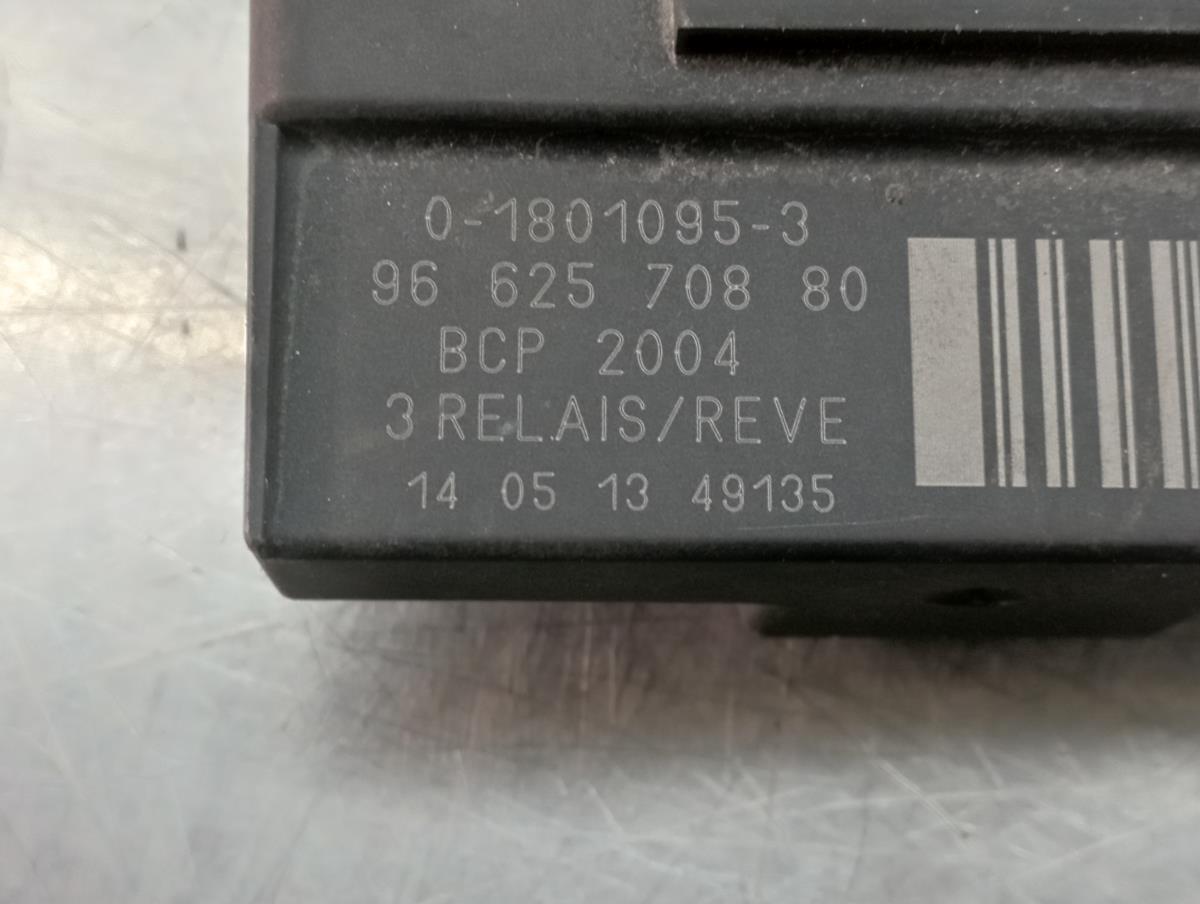 0-1801095-3
96 625 708 80
BCP 2004
3 RELAIS/REVE
14 05 13 49135